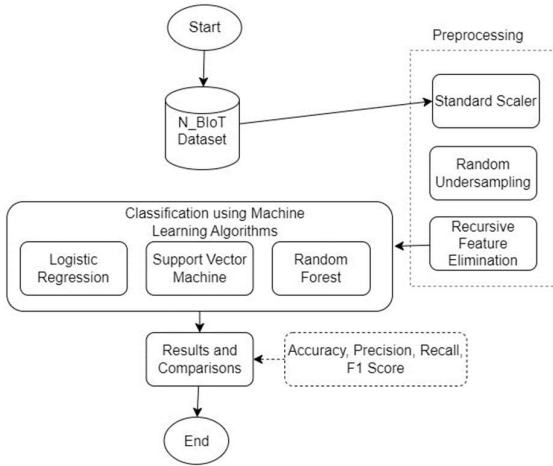 Start
Preprocessing
N_BIoT
Dataset
Standard Scaler
Random
Undersampling
Recursive
Feature
Elimination
Classification using Machine
Learning Algorithms
Logistic
Regression
Support Vector
Machine
Random
Forest
Results and
Comparisons
Accuracy, Precision, Recall,
F1 Score
End